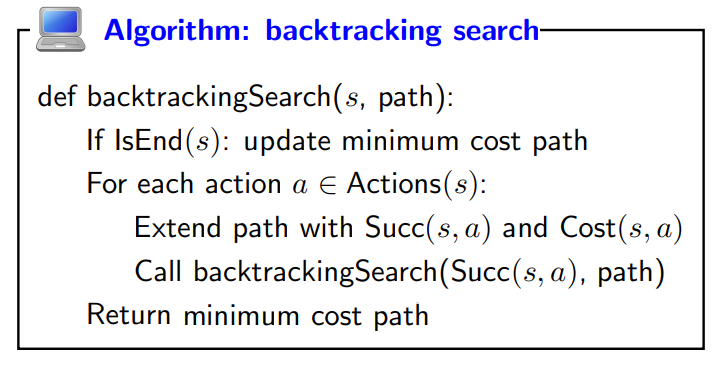 Algorithm: backtracking search
def backtrackingSearch(s, path):
If IsEnd(s): update minimum cost path
For each action a ∈ Actions(s):
Extend path with Succ(s, a) and Cost(s, a)
Call backtrackingSearch(Succ(s, a), path)
Return minimum cost path